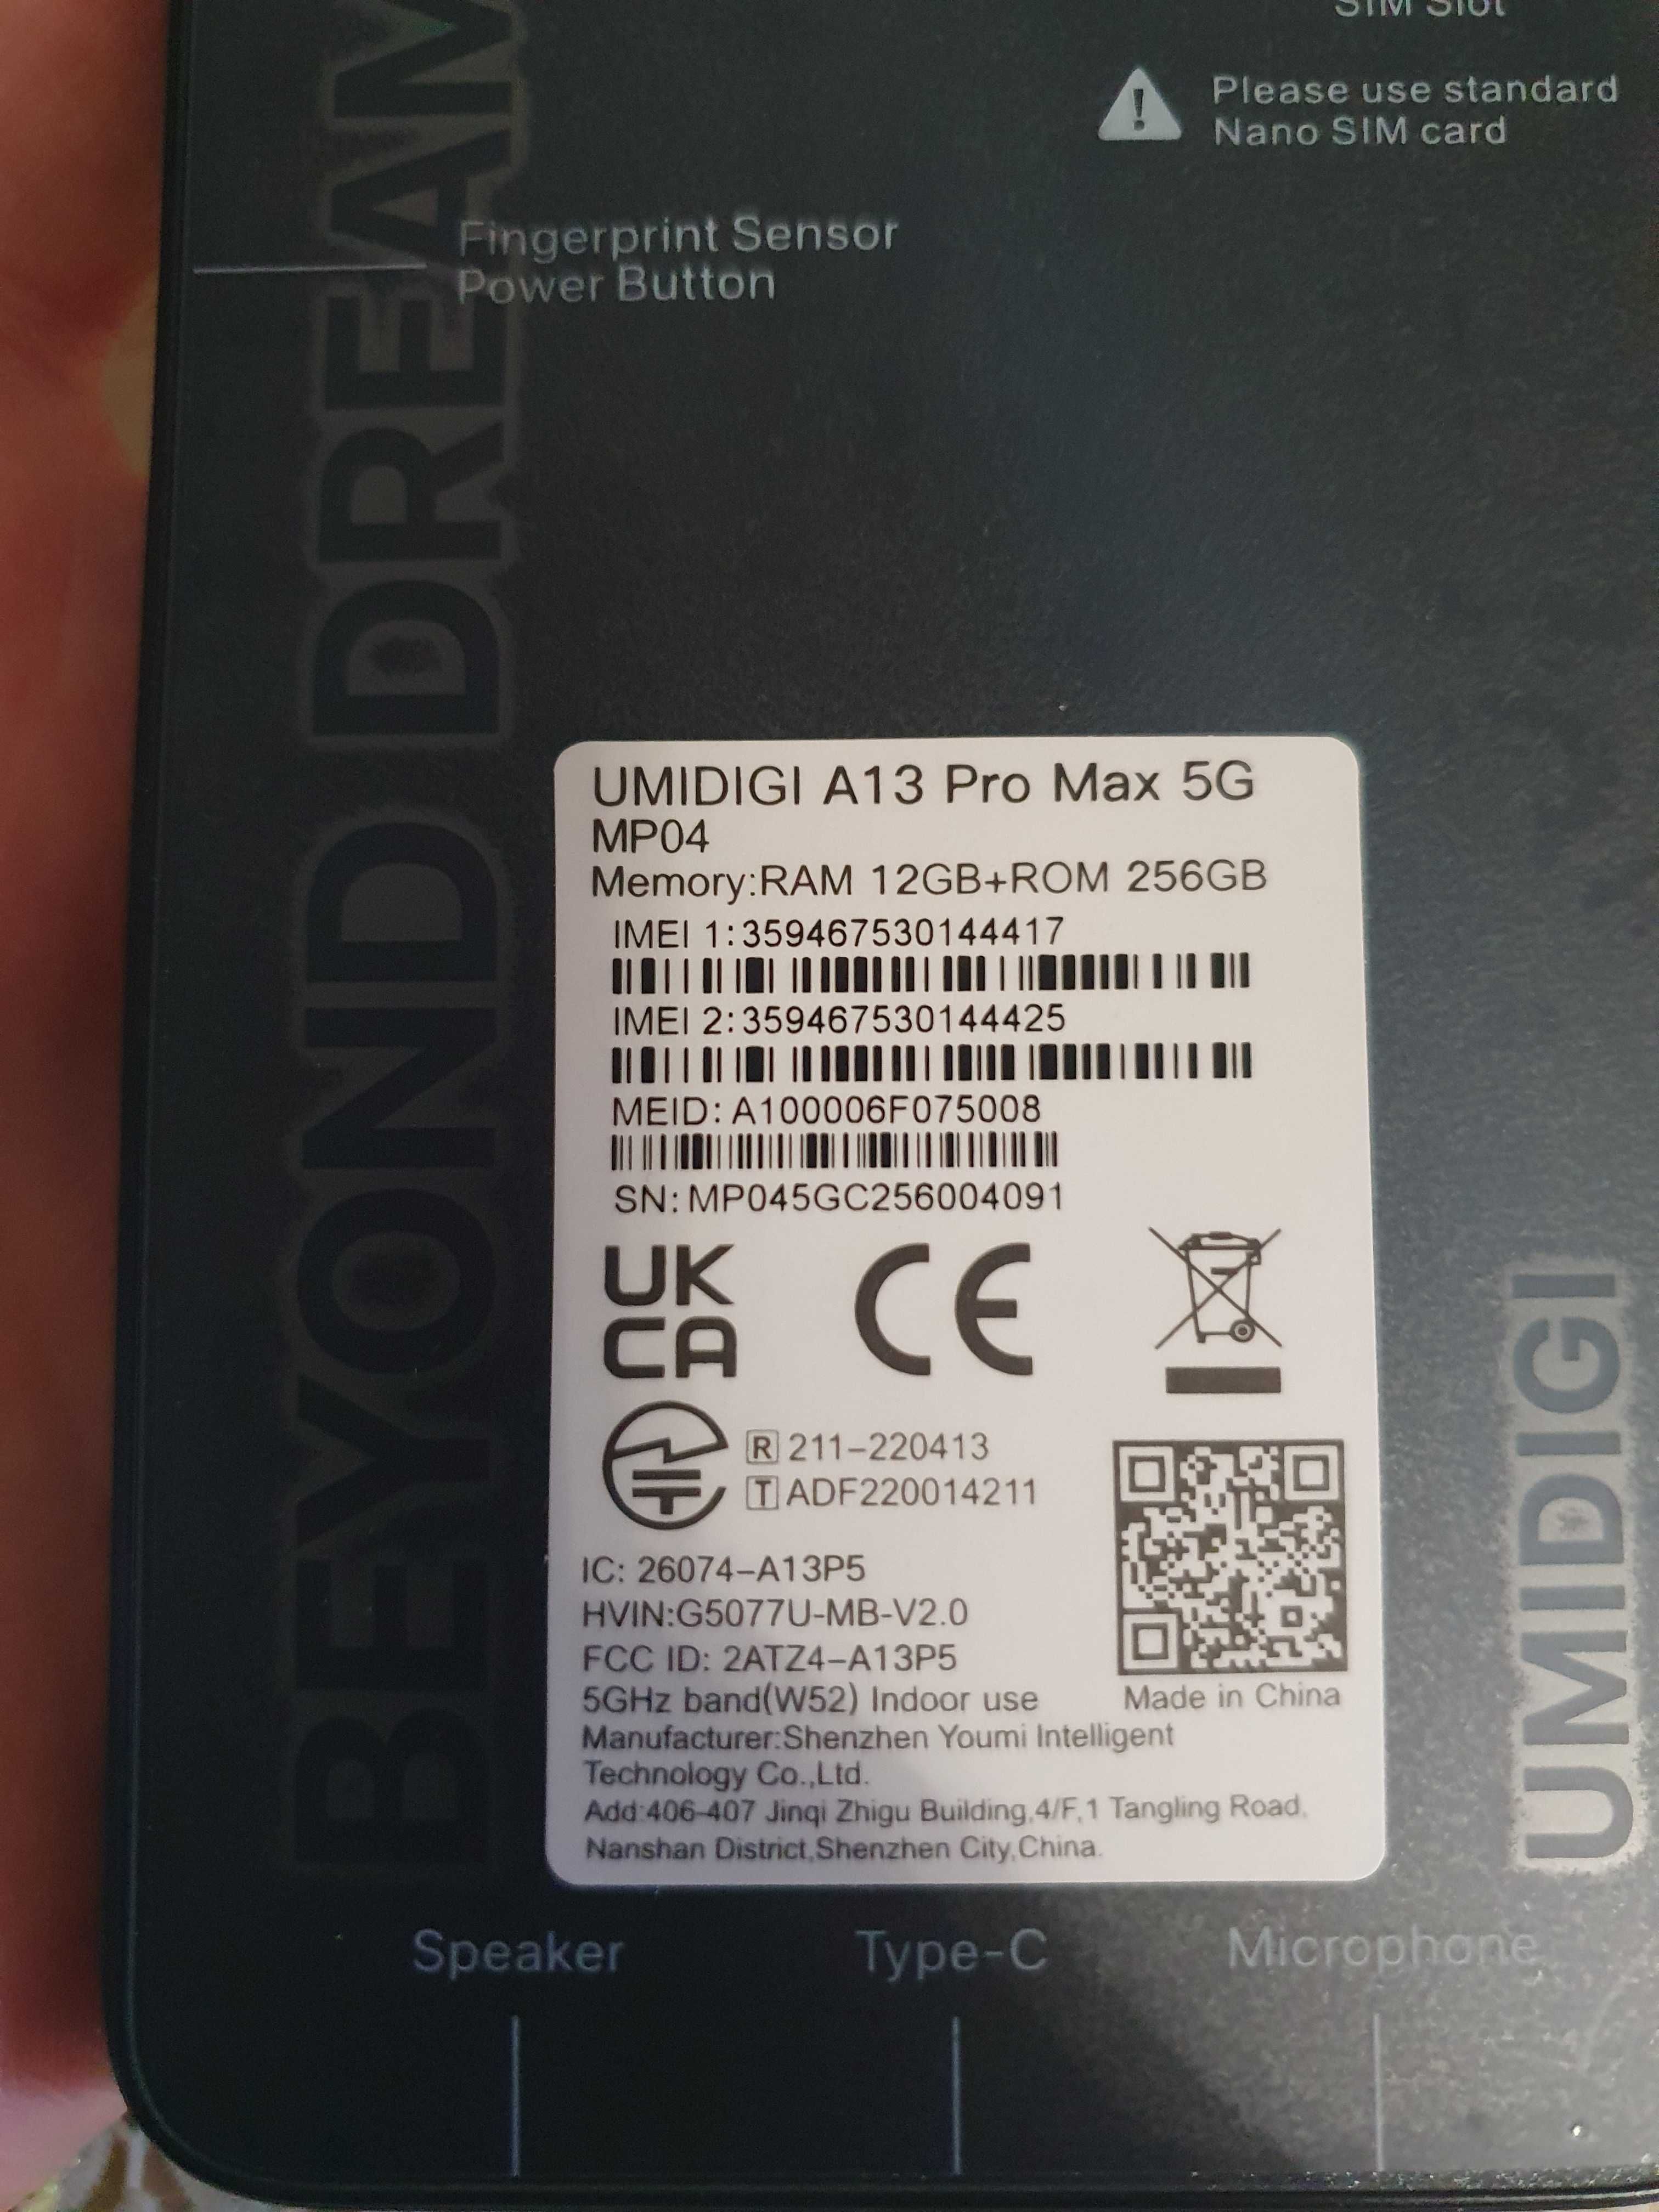 SIM Slot
Please use standard
Nano SIM card
Fingerprint Sensor
Power Button
BEYOND DREAM
UMIDIGI A13 Pro Max 5G
MP04
Memory:RAM 12GB+ROM 256GB
IMEI 1:359467530144417
IMEI 2:359467530144425
MEID:A100006F075008
SN:MP045GC256004091
UK
CA
CE
R 211-220413
T ADF220014211
IC: 26074-A13P5
HVIN:G5077U-MB-V2.0
FCC ID: 2ATZ4-A13P5
5GHz band(W52) Indoor use
Made in China
Manufacturer:Shenzhen Youmi Intelligent
Technology Co.,Ltd.
Add:406-407 Jinqi Zhigu Building,4/F,1 Tangling Road,
Nanshan District,Shenzhen City,China.
UMIDIGI
Speaker
Type-C
Microphone